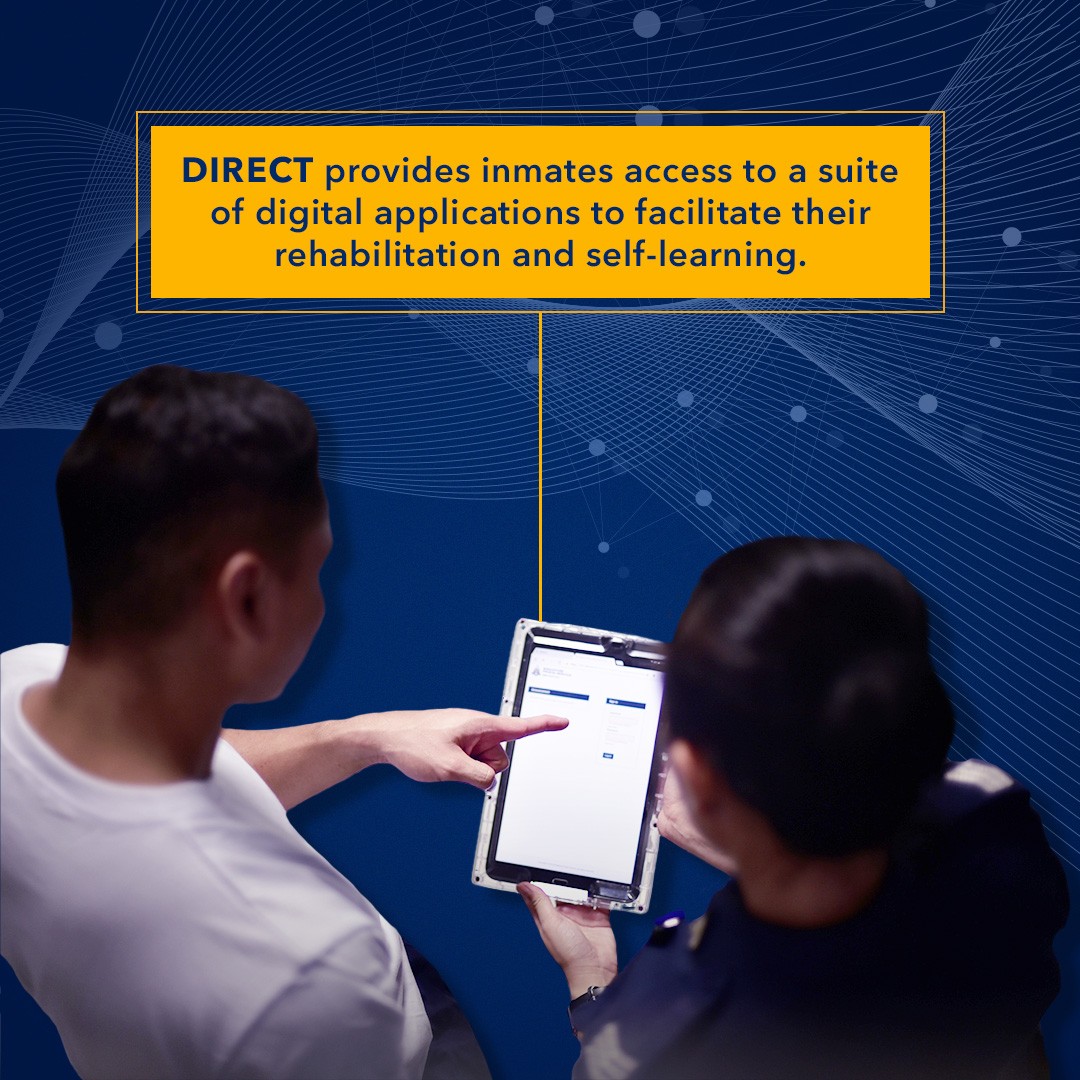 DIRECT provides inmates access to a suite
of digital applications to facilitate their
rehabilitation and self-learning.